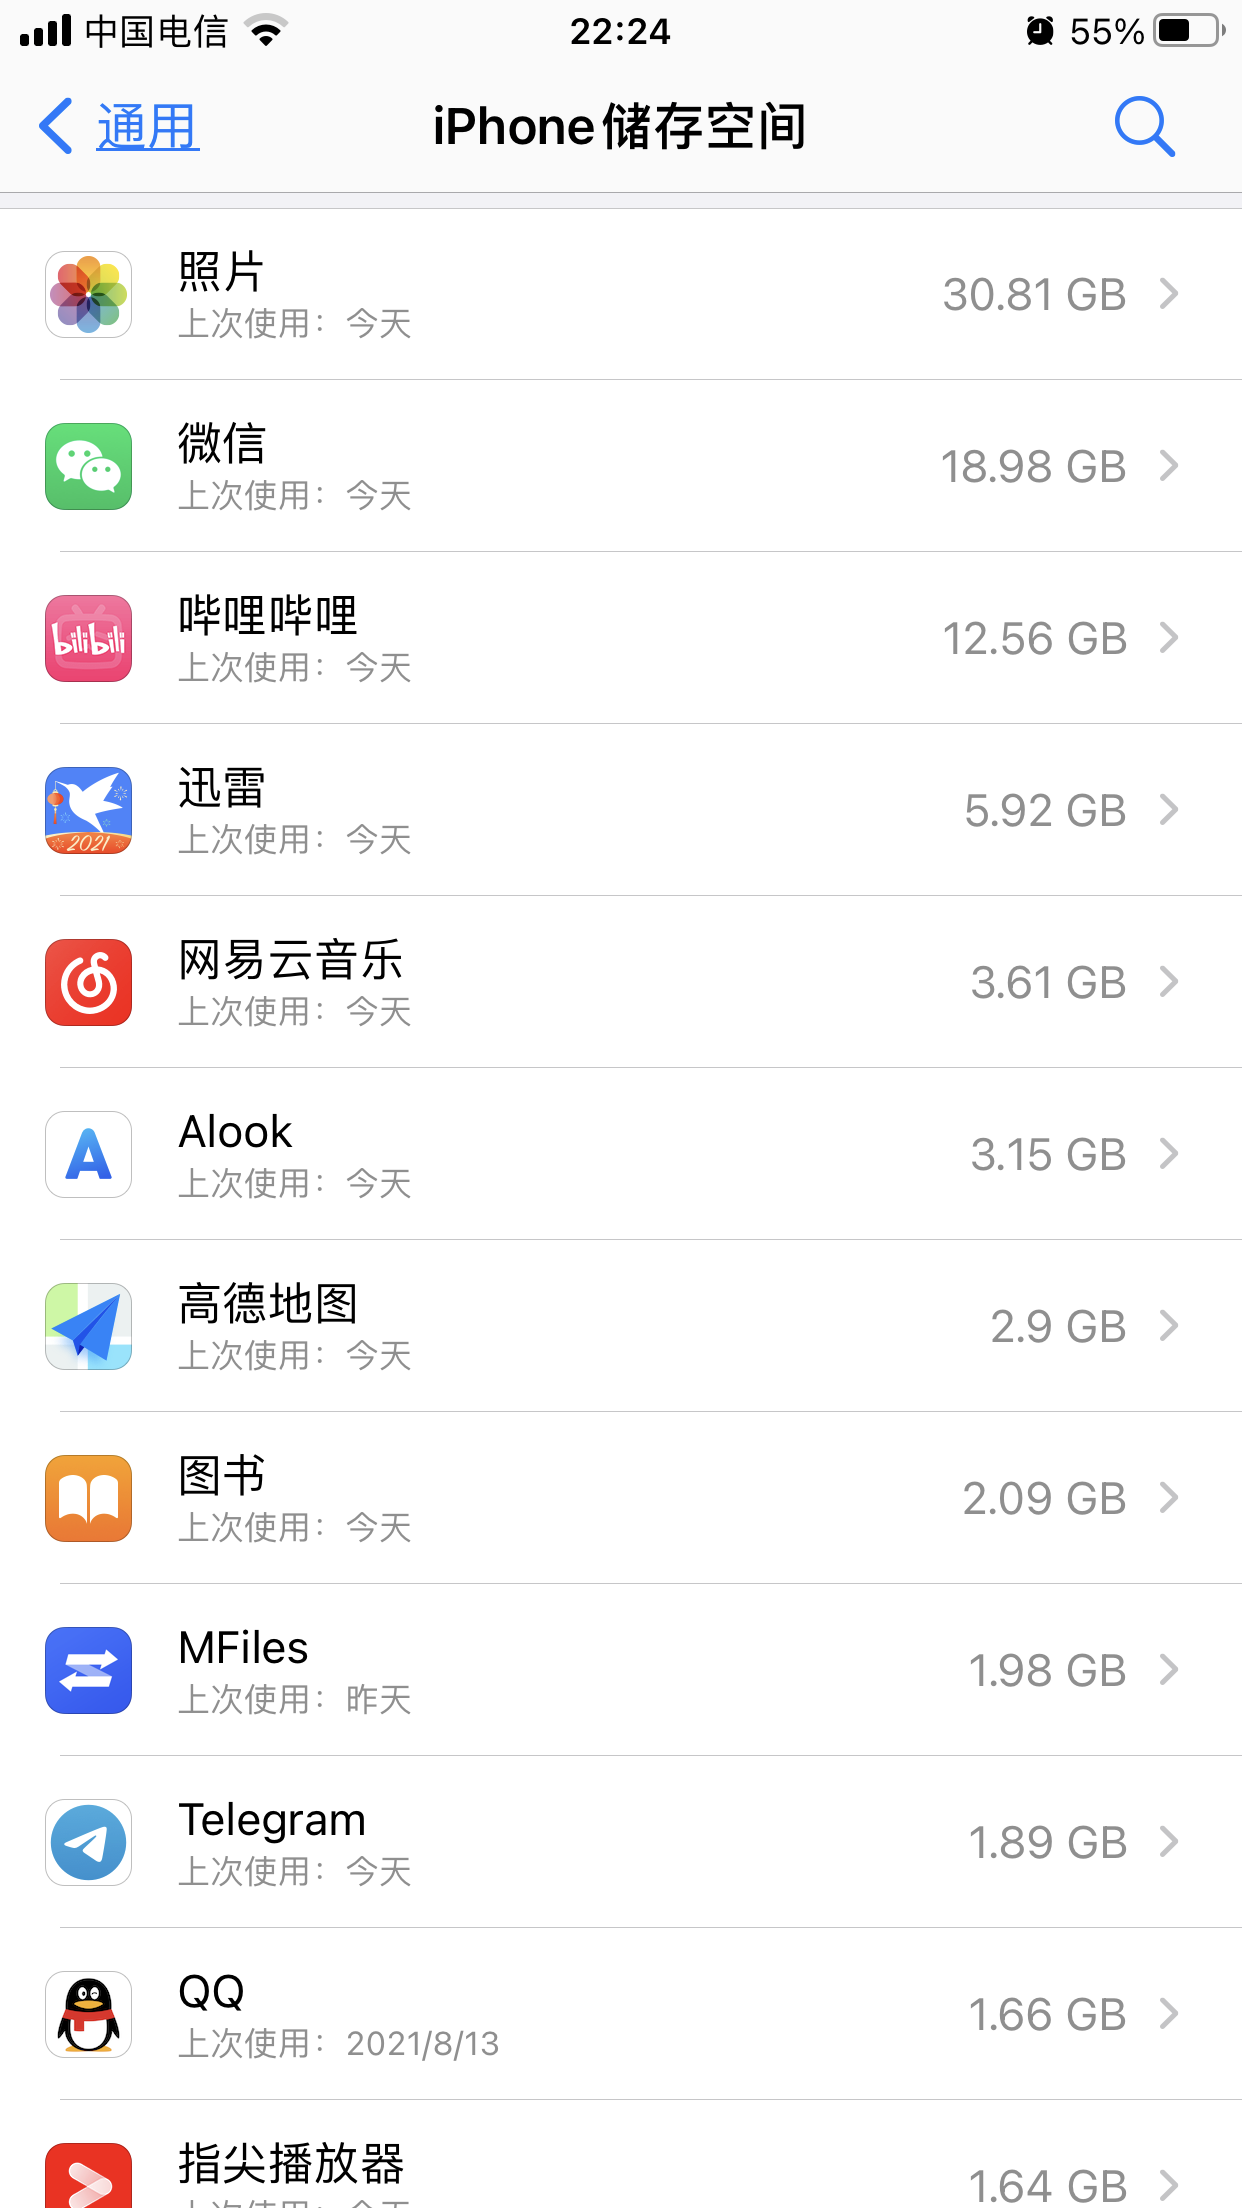 中国电信 22:24 55%
通用 iPhone储存空间
照片
上次使用：今天
30.81 GB
微信
上次使用：今天
18.98 GB
bilibili
哔哩哔哩
上次使用：今天
12.56 GB
2021
迅雷
上次使用：今天
5.92 GB
网易云音乐
上次使用：今天
3.61 GB
A
Alook
上次使用：今天
3.15 GB
高德地图
上次使用：今天
2.9 GB
图书
上次使用：今天
2.09 GB
MFiles
上次使用：昨天
1.98 GB
Telegram
上次使用：今天
1.89 GB
QQ
上次使用：2021/8/13
1.66 GB
指尖播放器
1.64 GB